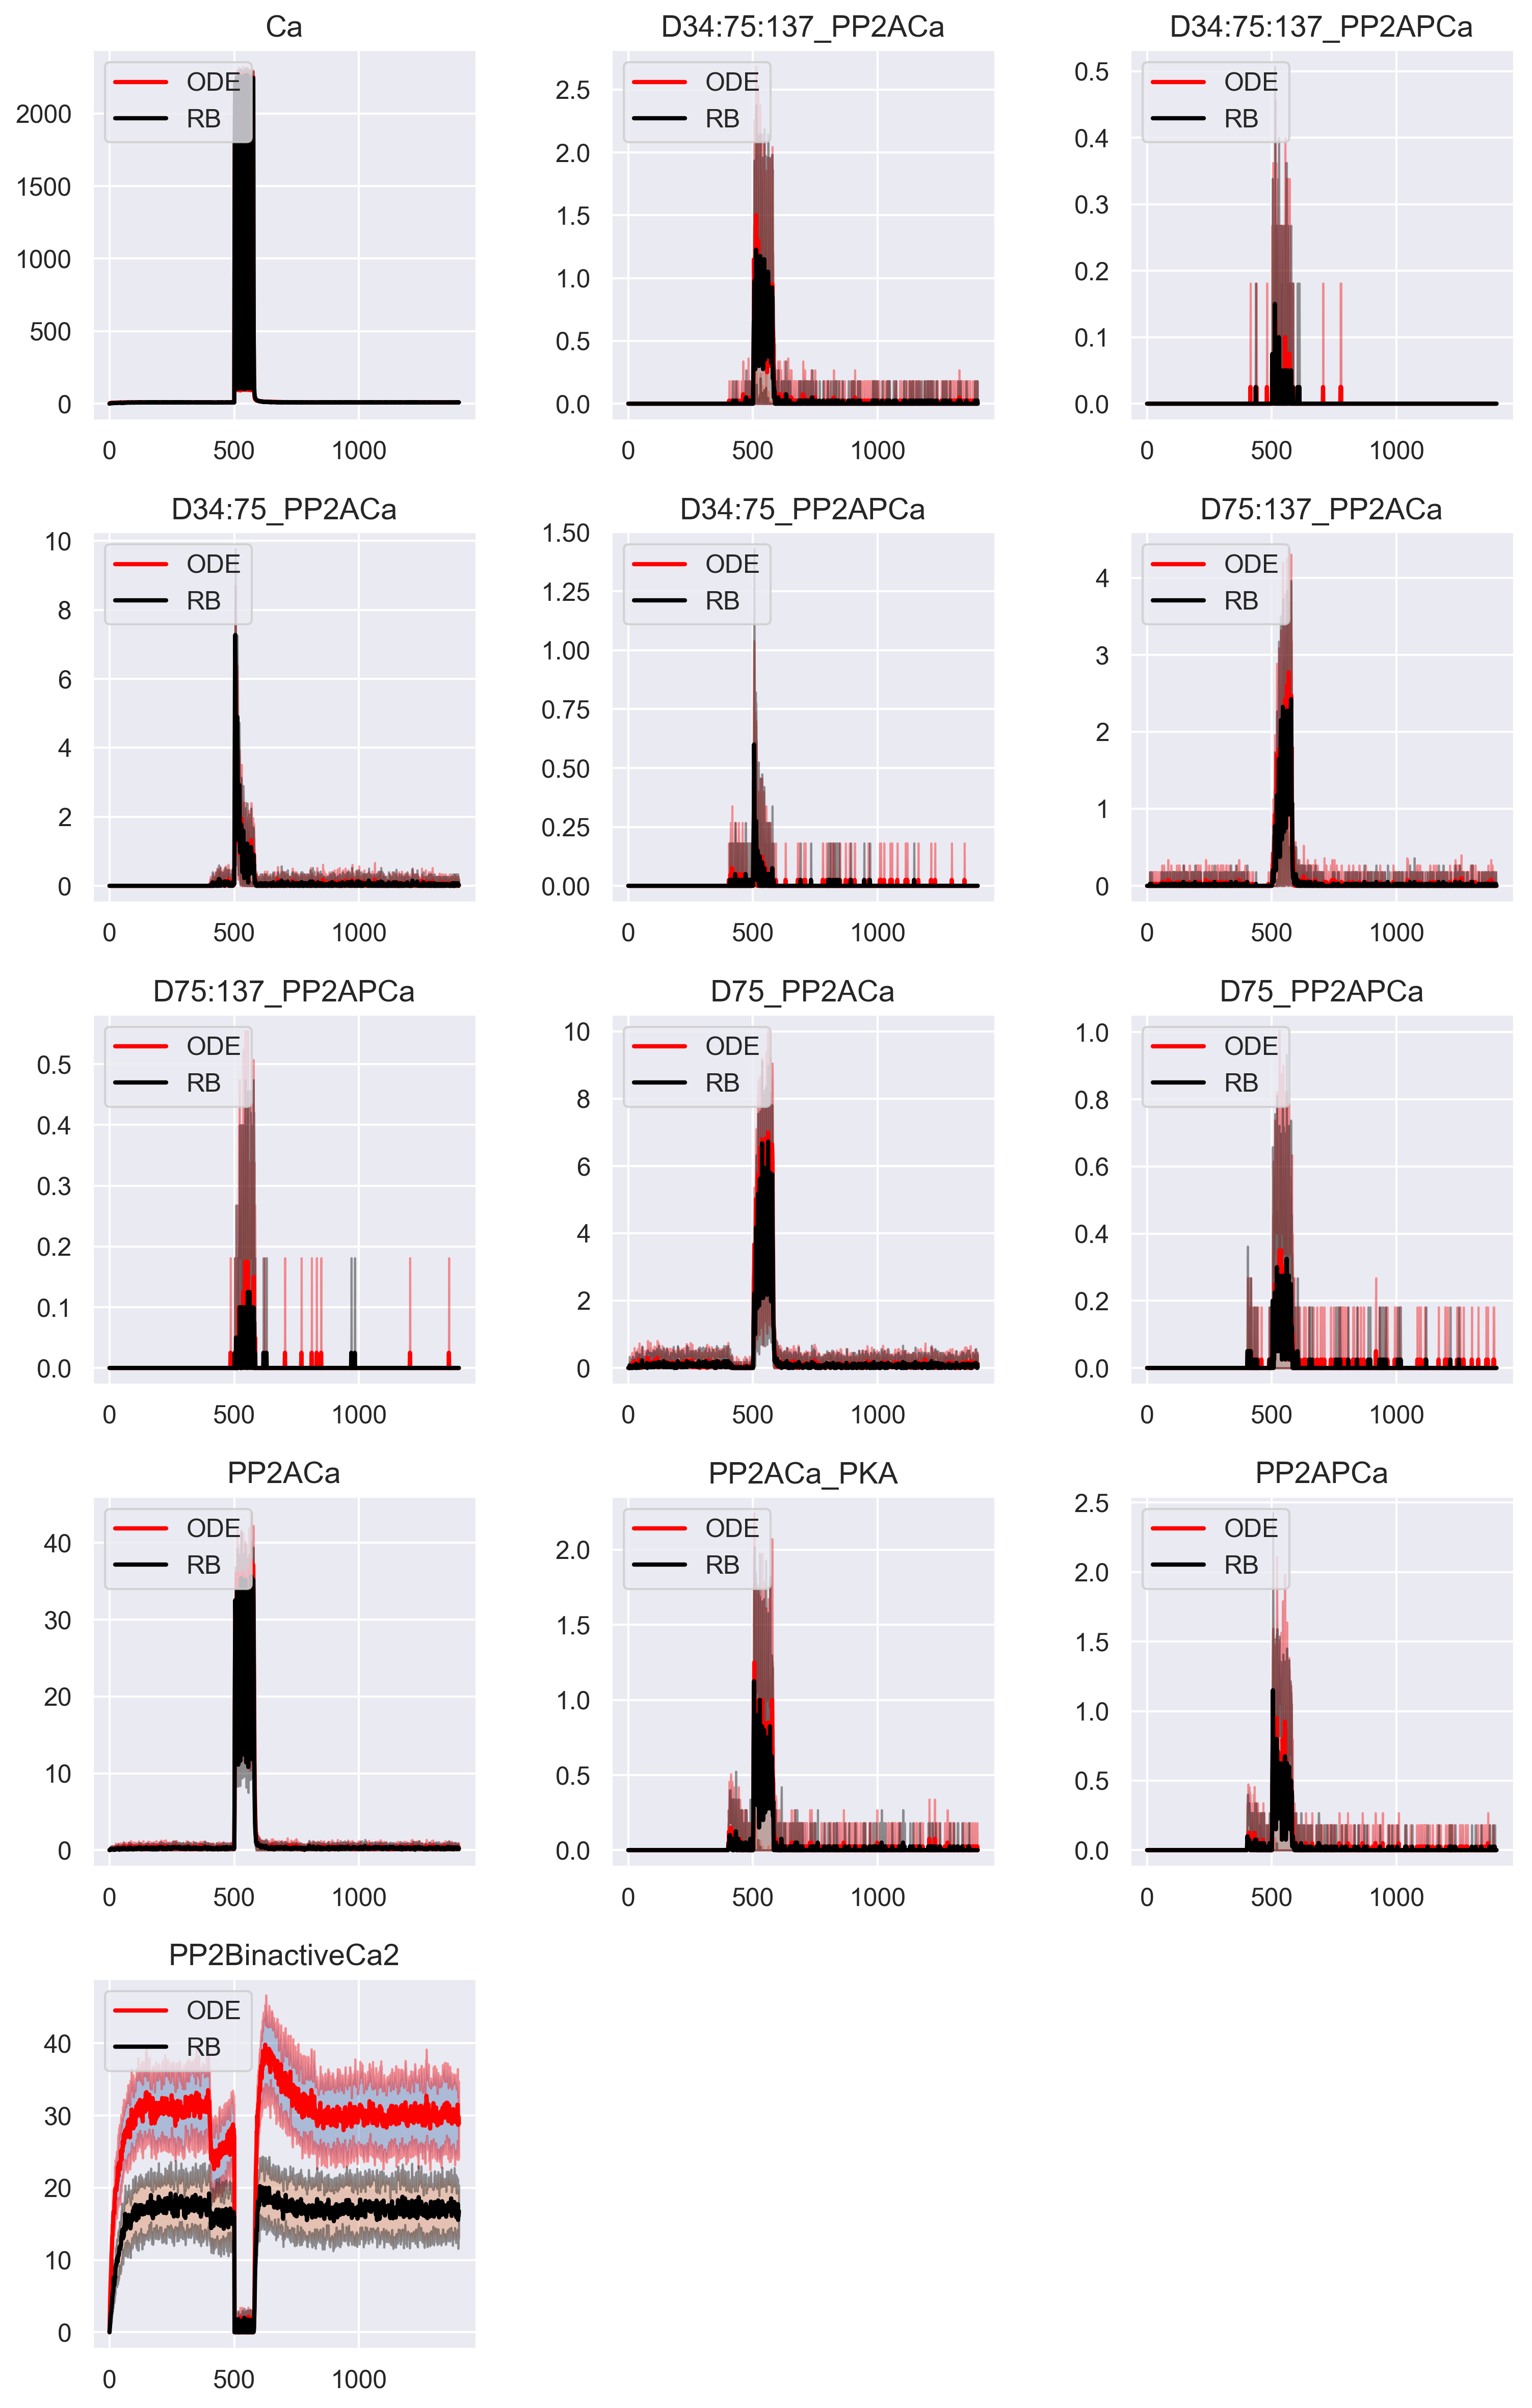 Ca
D34:75:137_PP2ACa
D34:75:137_PP2APCa
ODE
RB
2000
1500
1000
500
0
0 500 1000
ODE
RB
2.5
2.0
1.5
1.0
0.5
0.0
0 500 1000
ODE
RB
0.5
0.4
0.3
0.2
0.1
0.0
0 500 1000
D34:75_PP2ACa
D34:75_PP2APCa
D75:137_PP2ACa
ODE
RB
10
8
6
4
2
0
0 500 1000
ODE
RB
1.50
1.25
1.00
0.75
0.50
0.25
0.00
0 500 1000
ODE
RB
4
3
2
1
0
0 500 1000
D75:137_PP2APCa
D75_PP2ACa
D75_PP2APCa
ODE
RB
0.5
0.4
0.3
0.2
0.1
0.0
0 500 1000
ODE
RB
10
8
6
4
2
0
0 500 1000
ODE
RB
1.0
0.8
0.6
0.4
0.2
0.0
0 500 1000
PP2ACa
PP2ACa_PKA
PP2APCa
ODE
RB
40
30
20
10
0
0 500 1000
ODE
RB
2.0
1.5
1.0
0.5
0.0
0 500 1000
ODE
RB
2.5
2.0
1.5
1.0
0.5
0.0
0 500 1000
PP2BinactiveCa2
ODE
RB
40
30
20
10
0
0 500 1000